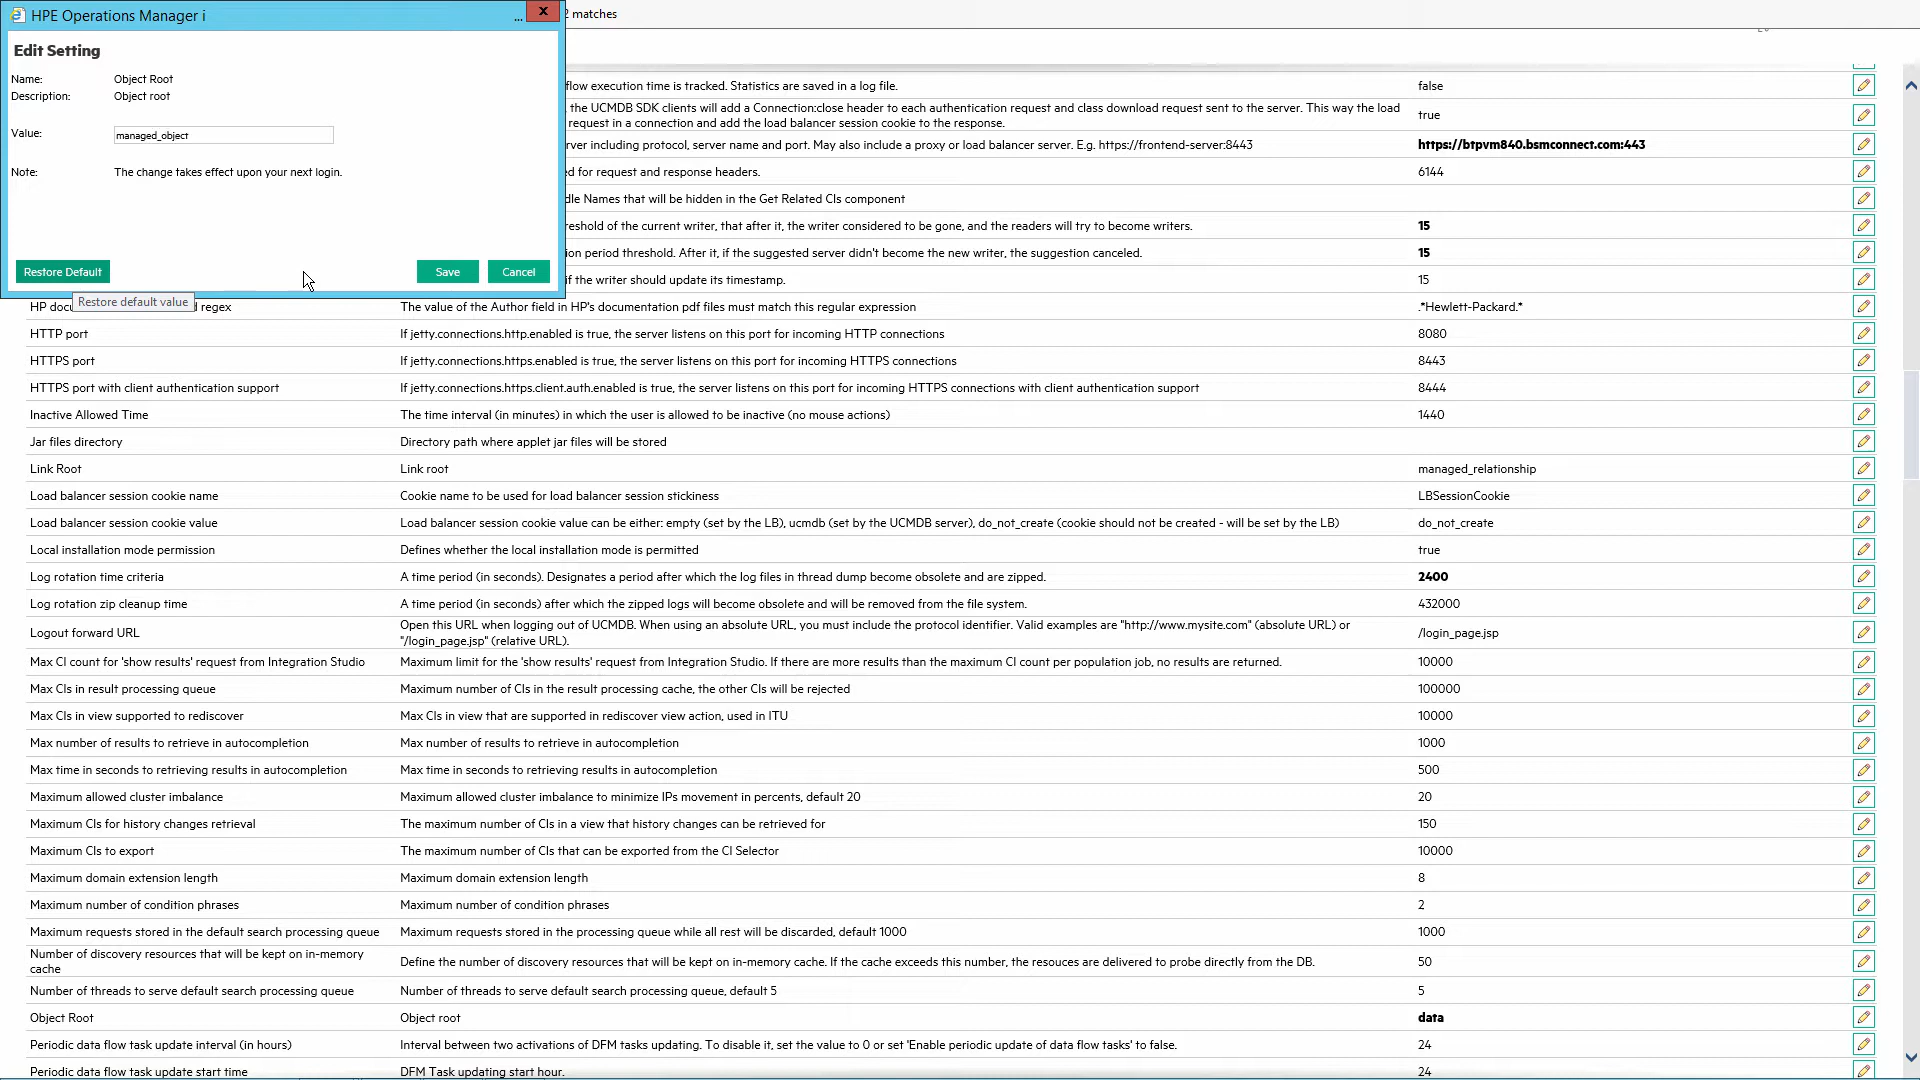 HPE Operations Manager i
...
X
2 matches
Edit Setting
Name: Object Root
Description: Object root
Value: managed_object
Note: The change takes effect upon your next login.
Restore Default Save Cancel
Restore default value
flow execution time is tracked. Statistics are saved in a log file. false
the UCMDB SDK clients will add a Connection:close header to each authentication request and class download request sent to the server. This way the load
request in a connection and add the load balancer session cookie to the response. true
rver including protocol, server name and port. May also include a proxy or load balancer server. E.g. https://frontend-server:8443 https://btpvm840.bsmconnect.com:443
ed for request and response headers. 6144
dle Names that will be hidden in the Get Related CIs component
reshold of the current writer, that after it, the writer considered to be gone, and the readers will try to become writers. 15
ion period threshold. After it, if the suggested server didn't become the new writer, the suggestion canceled. 15
if the writer should update its timestamp. 15
HP docu l regex The value of the Author field in HP's documentation pdf files must match this regular expression .*Hewlett-Packard.*
HTTP port If jetty.connections.http.enabled is true, the server listens on this port for incoming HTTP connections 8080
HTTPS port If jetty.connections.https.enabled is true, the server listens on this port for incoming HTTPS connections 8443
HTTPS port with client authentication support If jetty.connections.https.client.auth.enabled is true, the server listens on this port for incoming HTTPS connections with client authentication support 8444
Inactive Allowed Time The time interval (in minutes) in which the user is allowed to be inactive (no mouse actions) 1440
Jar files directory Directory path where applet jar files will be stored
Link Root Link root managed_relationship
Load balancer session cookie name Cookie name to be used for load balancer session stickiness LBSessionCookie
Load balancer session cookie value Load balancer session cookie value can be either: empty (set by the LB), ucmdb (set by the UCMDB server), do_not_create (cookie should not be created - will be set by the LB) do_not_create
Local installation mode permission Defines whether the local installation mode is permitted true
Log rotation time criteria A time period (in seconds). Designates a period after which the log files in thread dump become obsolete and are zipped. 2400
Log rotation zip cleanup time A time period (in seconds) after which the zipped logs will become obsolete and will be removed from the file system. 432000
Logout forward URL Open this URL when logging out of UCMDB. When using an absolute URL, you must include the protocol identifier. Valid examples are "http://www.mysite.com" (absolute URL) or
"/login_page.jsp" (relative URL). /login_page.jsp
Max CI count for 'show results' request from Integration Studio Maximum limit for the 'show results' request from Integration Studio. If there are more results than the maximum CI count per population job, no results are returned. 10000
Max CIs in result processing queue Maximum number of CIs in the result processing cache, the other CIs will be rejected 100000
Max CIs in view supported to rediscover Max CIs in view that are supported in rediscover view action, used in ITU 10000
Max number of results to retrieve in autocompletion Max number of results to retrieve in autocompletion 1000
Max time in seconds to retrieving results in autocompletion Max time in seconds to retrieving results in autocompletion 500
Maximum allowed cluster imbalance Maximum allowed cluster imbalance to minimize IPs movement in percents, default 20 20
Maximum CIs for history changes retrieval The maximum number of CIs in a view that history changes can be retrieved for 150
Maximum CIs to export The maximum number of CIs that can be exported from the CI Selector 10000
Maximum domain extension length Maximum domain extension length 8
Maximum number of condition phrases Maximum number of condition phrases 2
Maximum requests stored in the default search processing queue Maximum requests stored in the processing queue while all rest will be discarded, default 1000 1000
Number of discovery resources that will be kept on in-memory
cache Define the number of discovery resources that will be kept on in-memory cache. If the cache exceeds this number, the resouces are delivered to probe directly from the DB. 50
Number of threads to serve default search processing queue Number of threads to serve default search processing queue, default 5 5
Object Root Object root data
Periodic data flow task update interval (in hours) Interval between two activations of DFM tasks updating. To disable it, set the value to 0 or set 'Enable periodic update of data flow tasks' to false. 24
Periodic data flow task update start time DFM Task updating start hour. 24